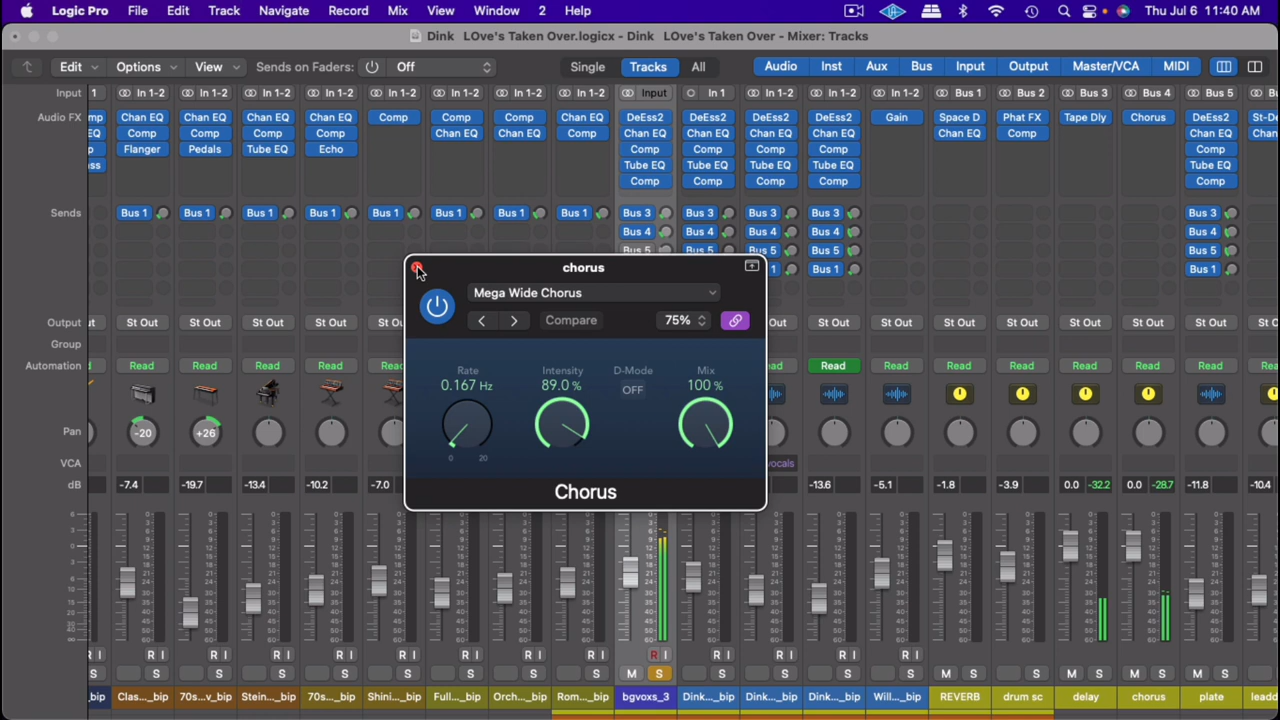 Logic Pro File Edit Track Navigate Record Mix View Window 2 Help Thu Jul 6 11:40 AM
Dink LOve's Taken Over.logicx - Dink LOve's Taken Over - Mixer: Tracks
Edit Options View Sends on Faders: Off Single Tracks All Audio Inst Aux Bus Input Output Master/VCA MIDI
Input 1 In 1-2 In 1-2 In 1-2 In 1-2 In 1-2 In 1-2 In 1-2 In 1-2 Input In 1 In 1-2 In 1-2 In 1-2 Bus 1 Bus 2 Bus 3 Bus 4 Bus 5
Audio FX Chan EQ Chan EQ Chan EQ Chan EQ Comp Comp Chan EQ Chan EQ DeEss2 DeEss2 DeEss2 DeEss2 Gain Space D Phat FX Tape Dly Chorus DeEss2
EQ Comp Comp Comp Comp Chan EQ Comp Comp Chan EQ Chan EQ Chan EQ Chan EQ Chan EQ Comp Chan EQ
Flanger Pedals Tube EQ Echo Comp Comp Comp Comp Comp
Tube EQ Tube EQ Tube EQ Tube EQ Tube EQ
Comp Comp Comp Comp Comp
Sends Bus 1 Bus 1 Bus 1 Bus 1 Bus 1 Bus 1 Bus 1 Bus 1 Bus 3 Bus 3 Bus 3 Bus 3 Bus 3
Bus 4 Bus 4 Bus 4 Bus 4 Bus 4
Bus 5 Bus 5 Bus 5 Bus 5 Bus 5
chorus
Bus 1 Bus 1
Mega Wide Chorus
Compare 75%
Output St Out St Out St Out St Out St Out St Out St Out St Out St Out St Out St Out St Out
Group
Automation Read Read Read Read Read Read Read Read Read Read Read Read
Rate Intensity D-Mode Mix
0.167 Hz 89.0 % OFF 100 %
Pan -20 +26
0 20
VCA vocals
dB -7.4 -19.7 -13.4 -10.2 -7.0 -13.6 -5.1 -1.8 -3.9 0.0 -32.2 0.0 -28.7 -11.8 -10.4
Chorus
R I R I R I R I R I R I R I R I R I R I R I R I R I
S S S S S S S S S M S S S S S M S S M S M S M S
_bip Clas..._bip 70s...v_bip Stein..._bip 70s..._bip Shini..._bip Full..._bip Orch..._bip Rom..._bip bgvoxs_3 Dink..._bip Dink..._bip Dink..._bip Will..._bip REVERB drum sc delay chorus plate